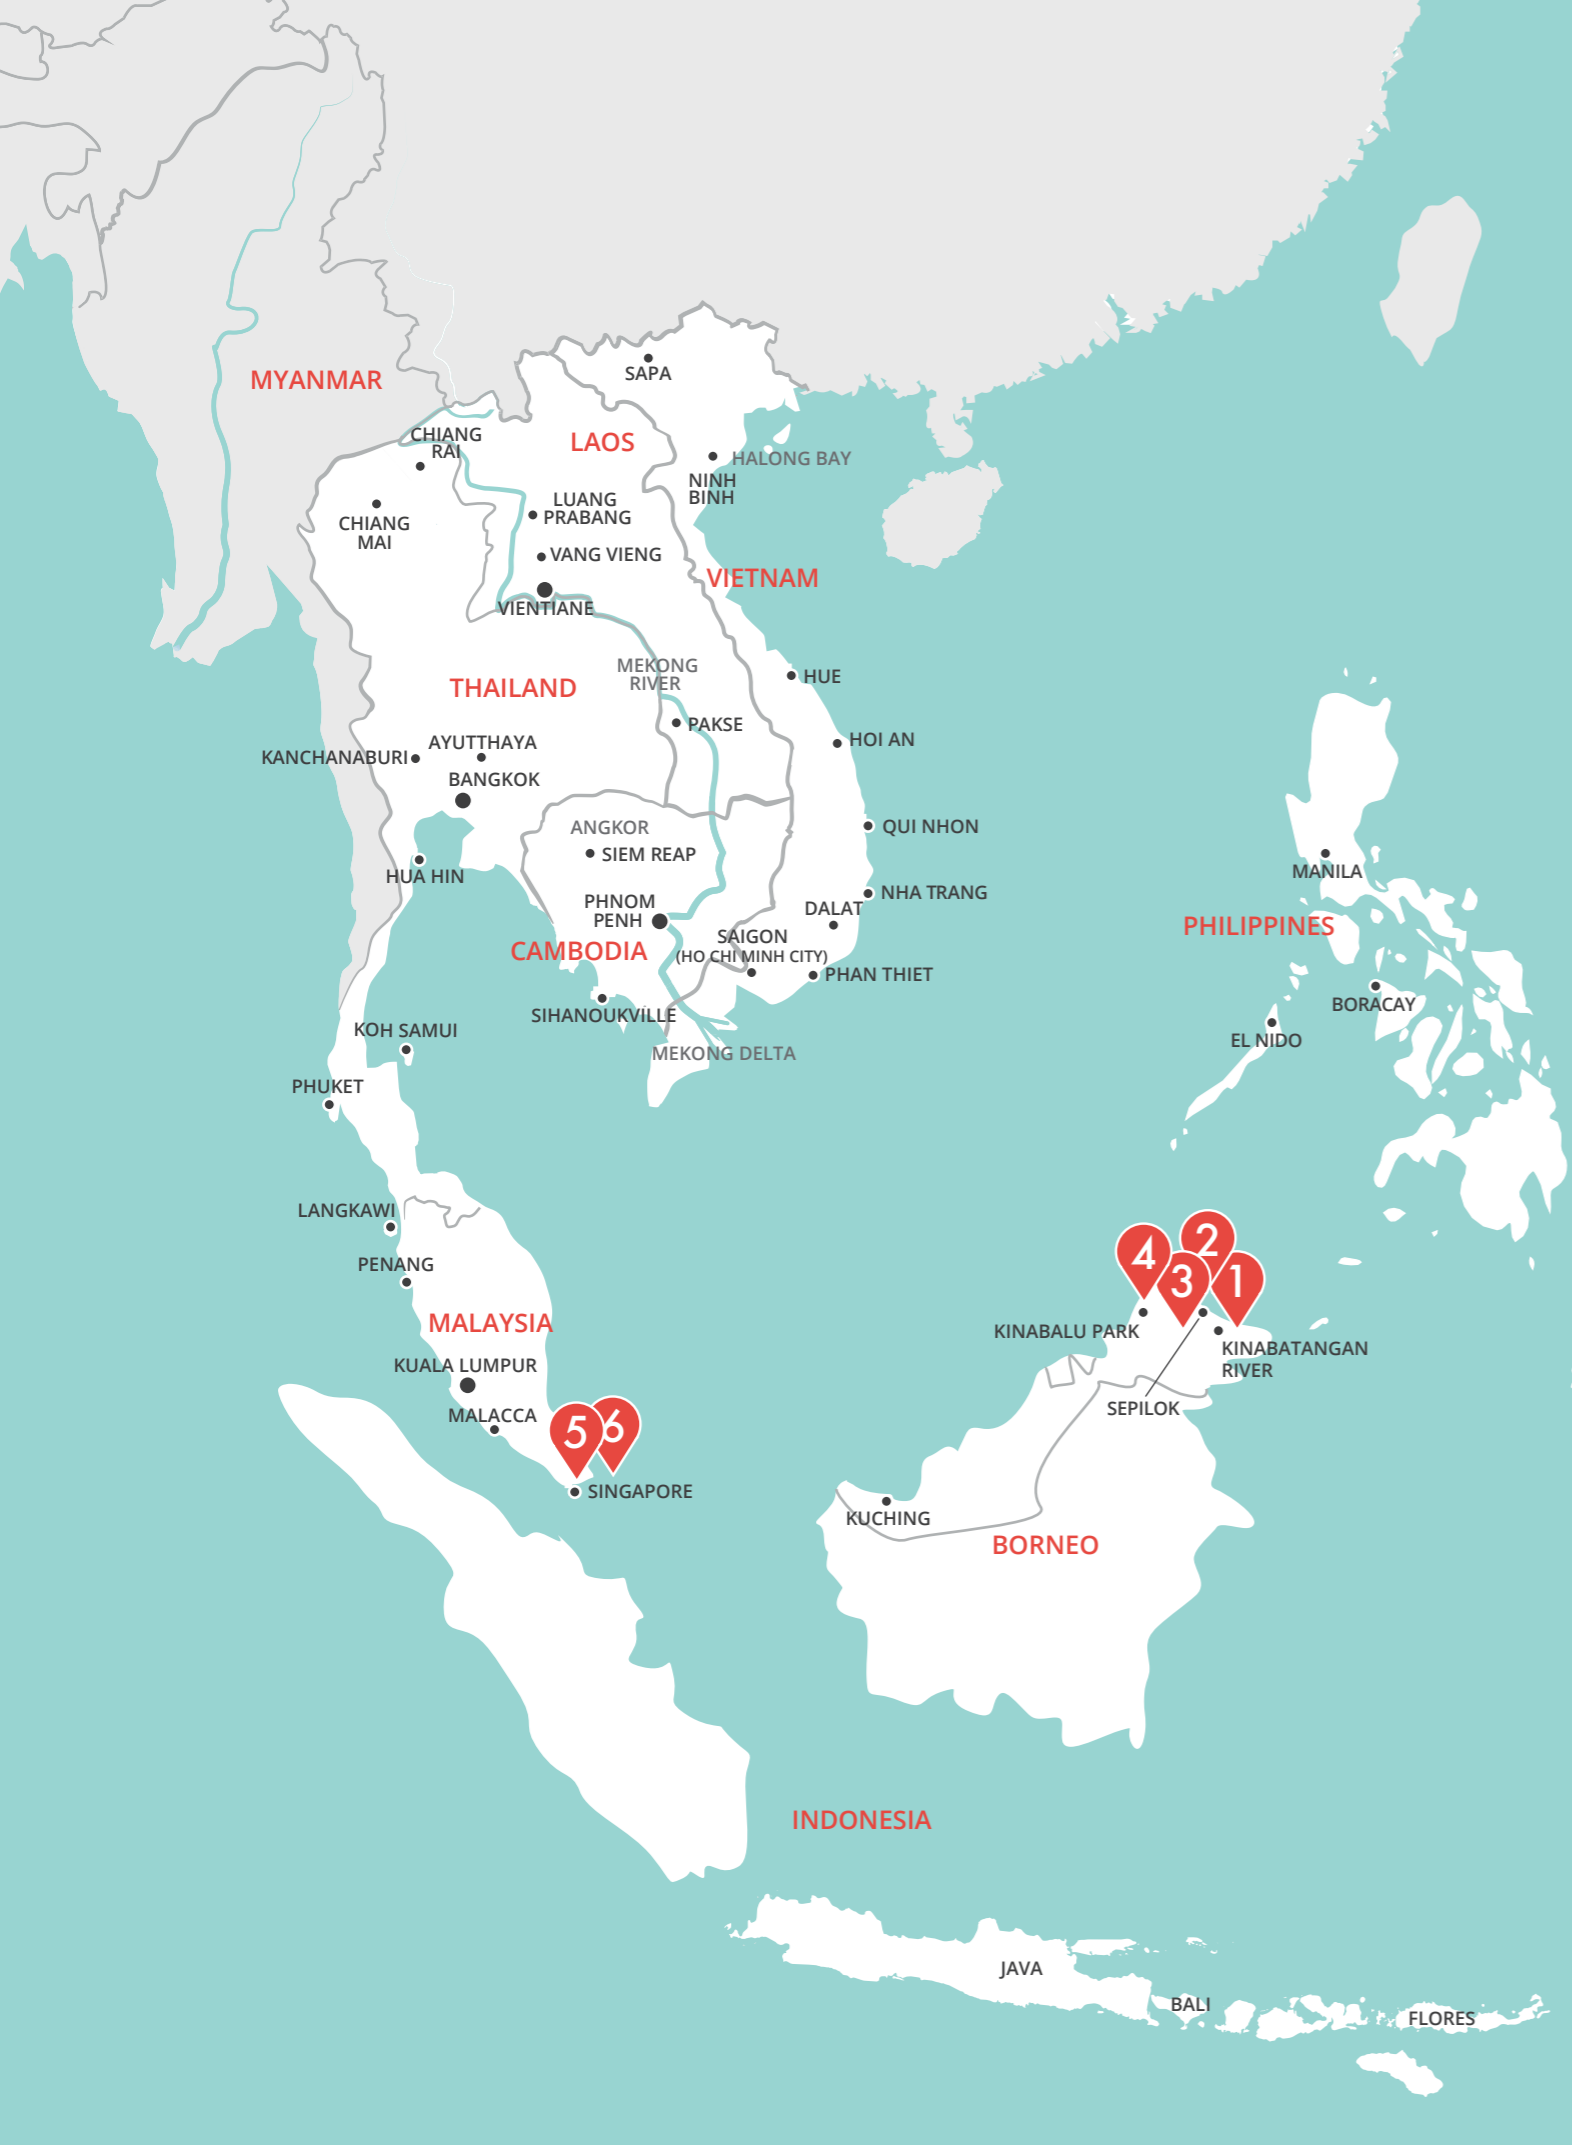 MYANMAR
SAPA
CHIANG
RAI
LAOS
HALONG BAY
NINH
BINH
LUANG
PRABANG
CHIANG
MAI
VANG VIENG
VIETNAM
VIENTIANE
MEKONG
RIVER
HUE
THAILAND
PAKSE
HOI AN
AYUTTHAYA
KANCHANABURI
BANGKOK
ANGKOR
QUI NHON
SIEM REAP
HUA HIN
MANILA
NHA TRANG
PHNOM
PENH
DALAT
PHILIPPINES
SAIGON
(HO CHI MINH CITY)
CAMBODIA
PHAN THIET
BORACAY
SIHANOUKVILLE
KOH SAMUI
EL NIDO
MEKONG DELTA
PHUKET
LANGKAWI
2
4
PENANG
3
1
MALAYSIA
KINABALU PARK
KINABATANGAN
RIVER
KUALA LUMPUR
SEPILOK
MALACCA
5
6
SINGAPORE
KUCHING
BORNEO
INDONESIA
JAVA
BALI
FLORES